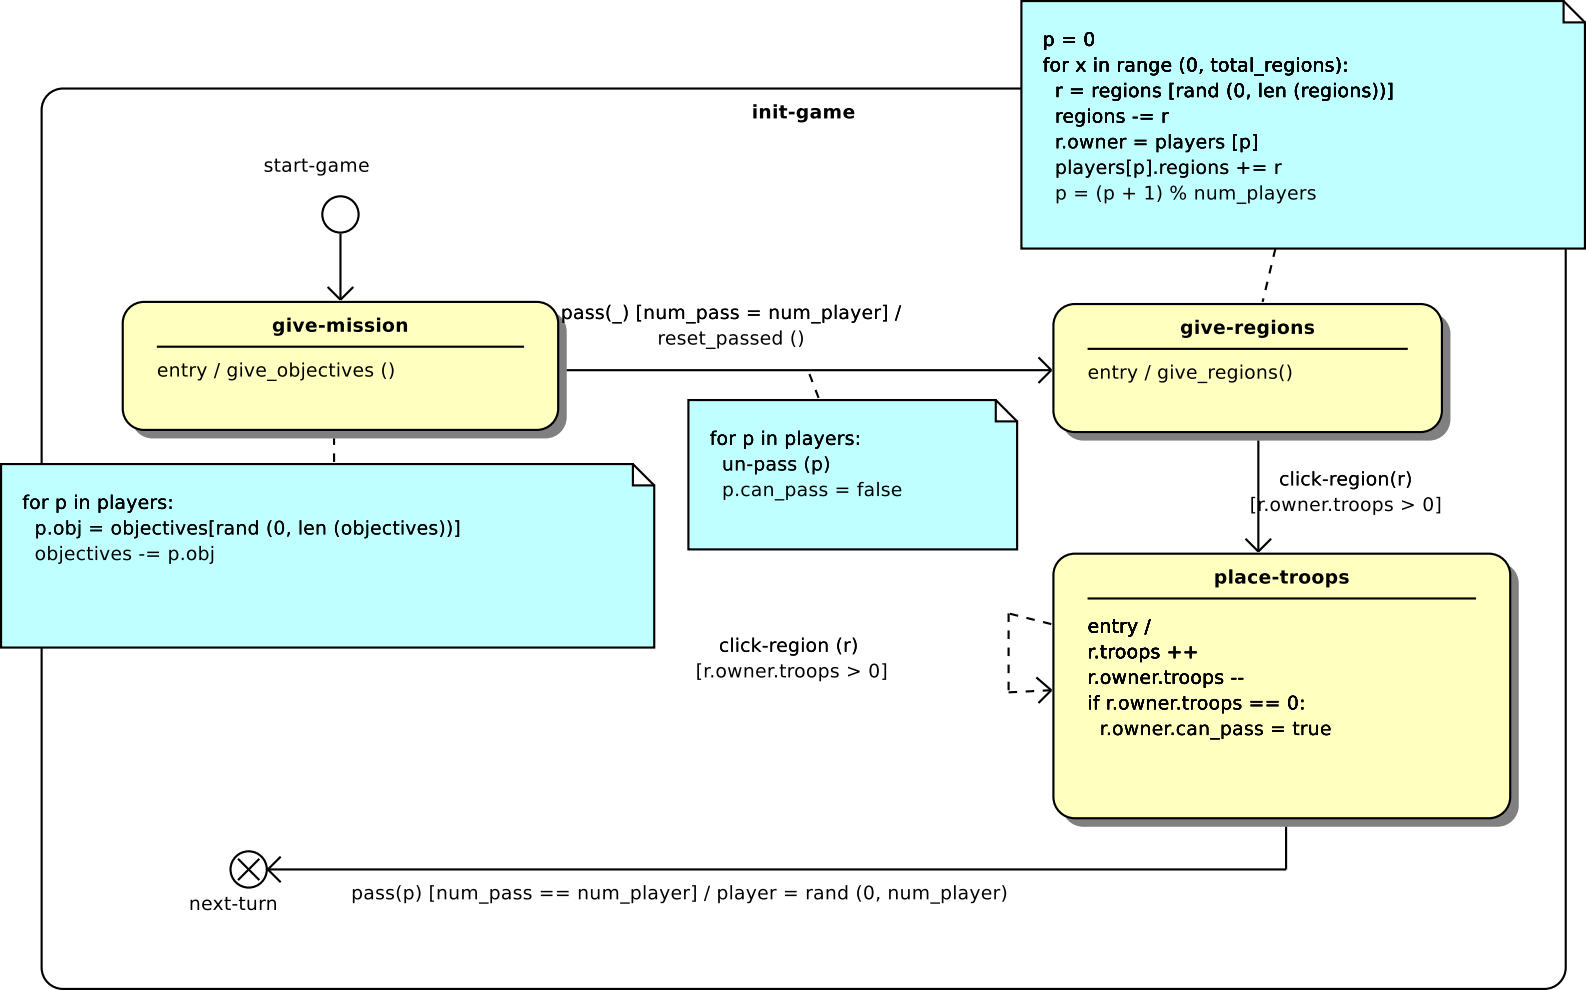 p = 0
for x in range (0, total_regions):
r = regions [rand (0, len (regions))]
regions -= r
r.owner = players [p]
players[p].regions += r
p = (p + 1) % num_players
init-game
start-game
give-mission
entry / give_objectives ()
pass(_) [num_pass = num_player] /
reset_passed ()
give-regions
entry / give_regions()
for p in players:
un-pass (p)
p.can_pass = false
for p in players:
p.obj = objectives[rand (0, len (objectives))]
objectives -= p.obj
click-region(r)
[r.owner.troops > 0]
place-troops
entry /
r.troops ++
r.owner.troops --
if r.owner.troops == 0:
r.owner.can_pass = true
click-region (r)
[r.owner.troops > 0]
pass(p) [num_pass == num_player] / player = rand (0, num_player)
next-turn